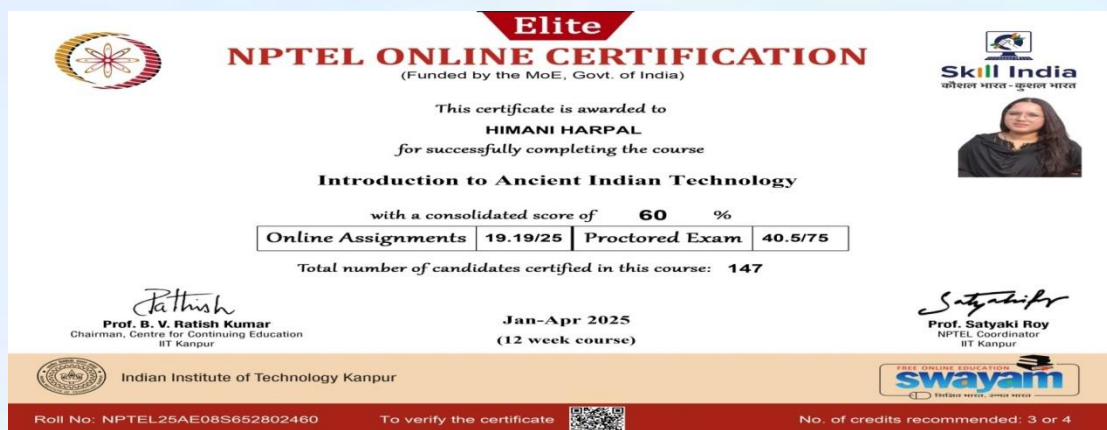 Elite
NPTEL ONLINE CERTIFICATION
(Funded by the MoE, Govt. of India)
Skill India
कौशल भारत - कुशल भारत
This certificate is awarded to
HIMANI HARPAL
for successfully completing the course
Introduction to Ancient Indian Technology
with a consolidated score of 60 %
Online Assignments 19.19/25 Proctored Exam 40.5/75
Total number of candidates certified in this course: 147
Prof. B. V. Ratish Kumar
Chairman, Centre for Continuing Education
IIT Kanpur
Jan-Apr 2025
(12 week course)
Prof. Satyaki Roy
NPTEL Coordinator
IIT Kanpur
Indian Institute of Technology Kanpur
FREE ONLINE EDUCATION
swayam
शिक्षित भारत, उन्नत भारत
Roll No: NPTEL25AE08S652802460 To verify the certificate No. of credits recommended: 3 or 4